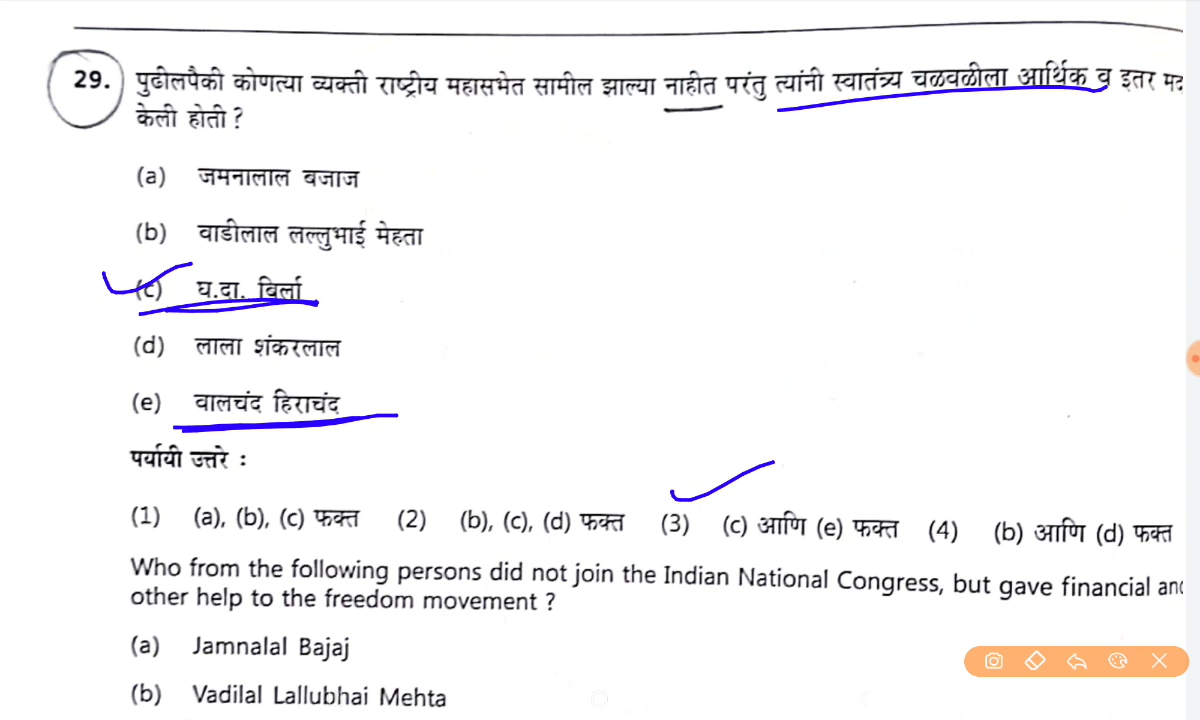 29. पुढीलपैकी कोणत्या व्यक्ती राष्ट्रीय महासभेत सामील झाल्या नाहीत परंतु त्यांनी स्वातंत्र्य चळवळीला आर्थिक व इतर
केली होती ?
(a) जमनालाल बजाज
(b) वाडीलाल लल्लुभाई मेहता
(c) घ.दा. बिर्ला
(d) लाला शंकरलाल
(e) वालचंद हिराचंद
पर्यायी उत्तरे :
(1) (a), (b), (c) फक्त (2) (b), (c), (d) फक्त (3) (c) आणि (e) फक्त (4) (b) आणि (d) फक्त
Who from the following persons did not join the Indian National Congress, but gave financial
other help to the freedom movement ?
(a) Jamnalal Bajaj
(b) Vadilal Lallubhai Mehta